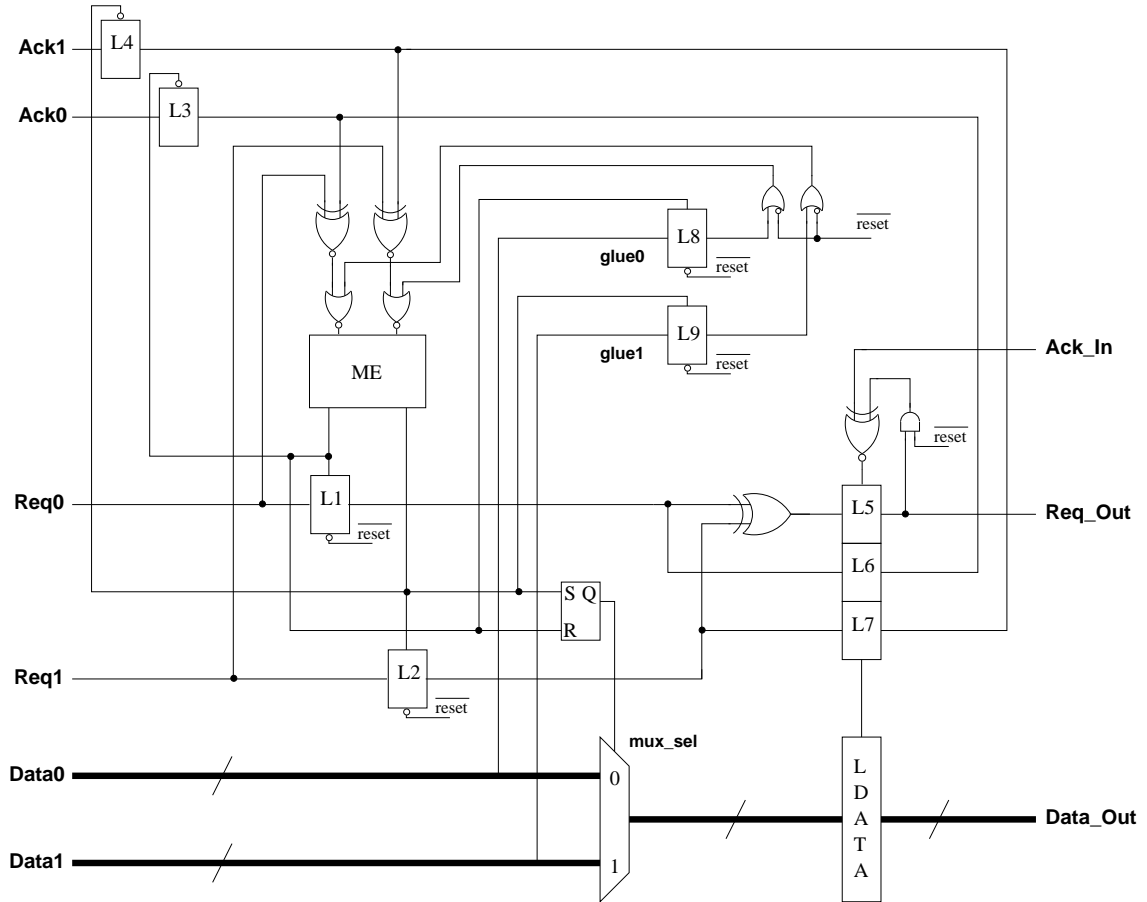 L4
Ack1
L3
Ack0
reset
L8
glue0
reset
L9
glue1
reset
Ack_In
ME
reset
L1
Req0
reset
L5
Req_Out
L6
S Q
R
L7
Req1
L2
reset
mux_sel
Data0
0
L
D
A
T
A
Data_Out
Data1
1